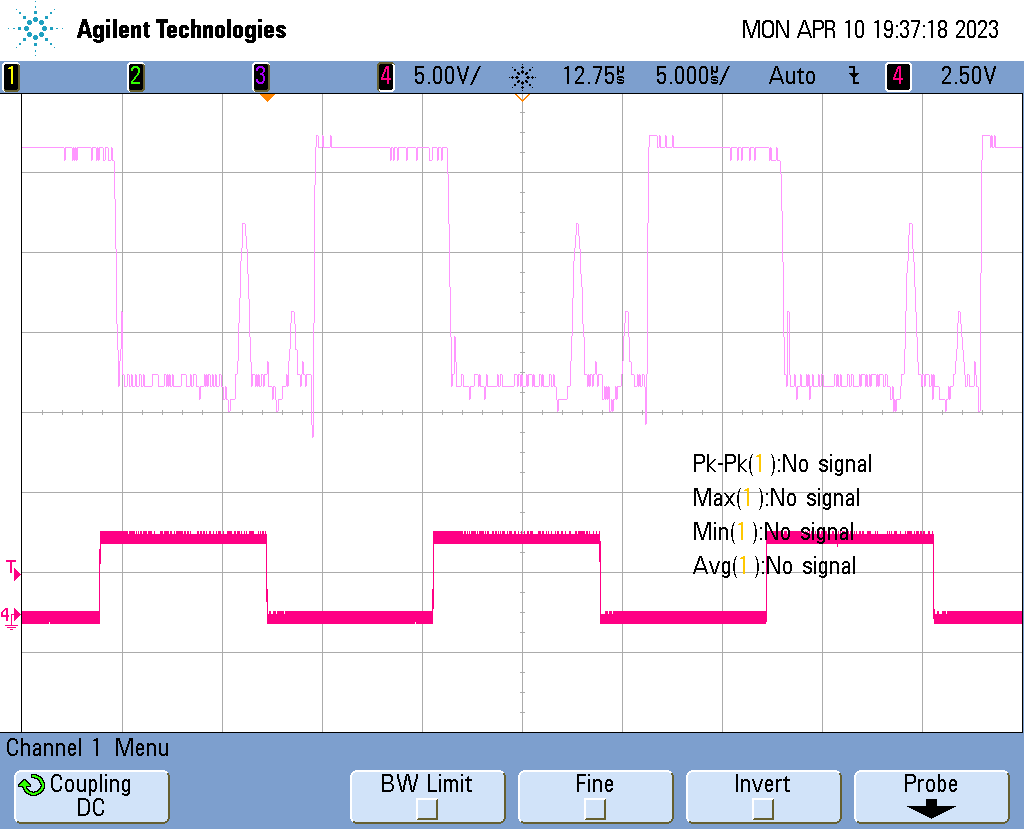 Agilent Technologies
MON APR 10 19:37:18 2023
1 2 3 4 5.00V/ 12.75µs 5.000µs/ Auto 4 2.50V
Pk-Pk(1):No signal
Max(1):No signal
Min(1):No signal
Avg(1):No signal
T
4
Channel 1 Menu
Coupling
DC
BW Limit
Fine
Invert
Probe